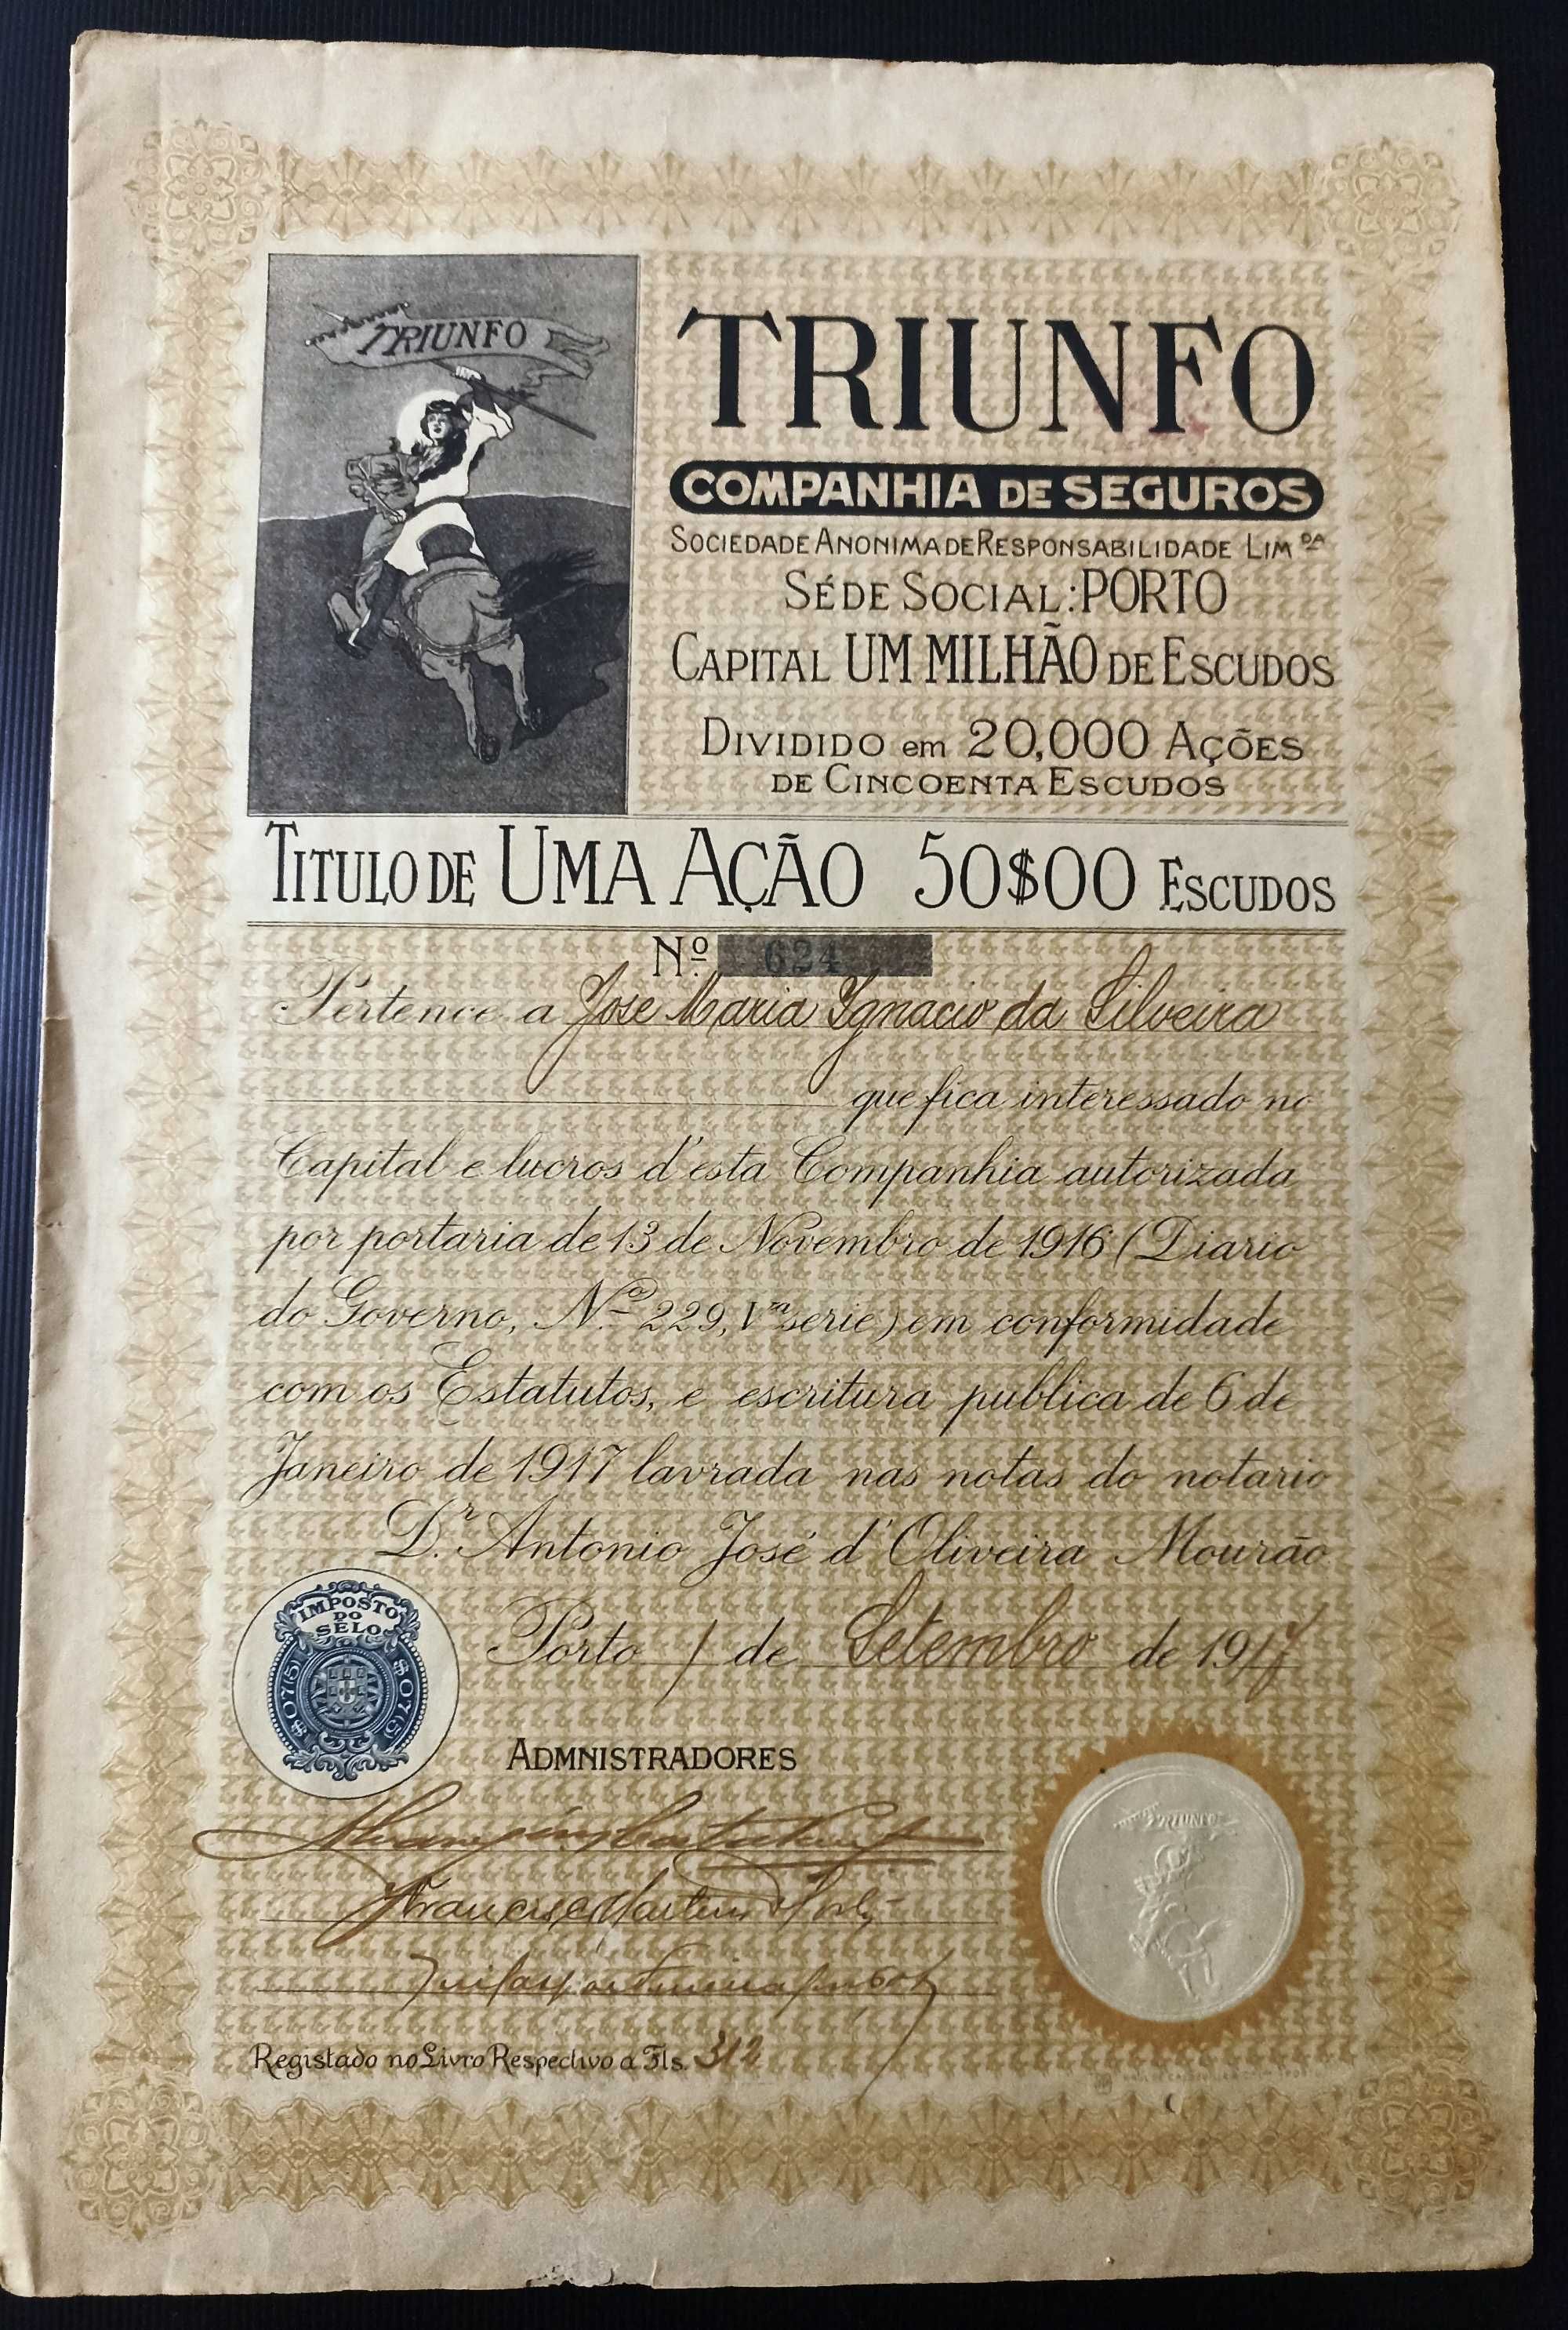 TRIUNFO
TRIUNFO
COMPANHIA DE SEGUROS
SOCIEDADE ANONIMA DE RESPONSABILIDADE LIMDA
SÉDE SOCIAL: PORTO
CAPITAL UM MILHÃO DE ESCUDOS
DIVIDIDO em 20,000 AÇÕES
DE CINCOENTA ESCUDOS
TITULO DE UMA AÇÃO 50$00 ESCUDOS
Nº 624
Pertence a Jose Maria Ignacio da Silveira
que fica interessado no
Capital e lucros d'esta Companhia autorizada
por portaria de 13 de Novembro de 1916 (Diario
do Governo, Nº 229, 1ª serie) em conformidade
com os Estatutos, e escritura publica de 6 de
Janeiro de 1917 lavrada nas notas do notario
Dr. Antonio José d'Oliveira Mourão
IMPOSTO
DO
SELO
$075 $075
Porto 1 de Setembro de 1917
ADMNISTRADORES
Francisco Martins
TRIUNFO
Registado no Livro Respectivo a Fls. 312